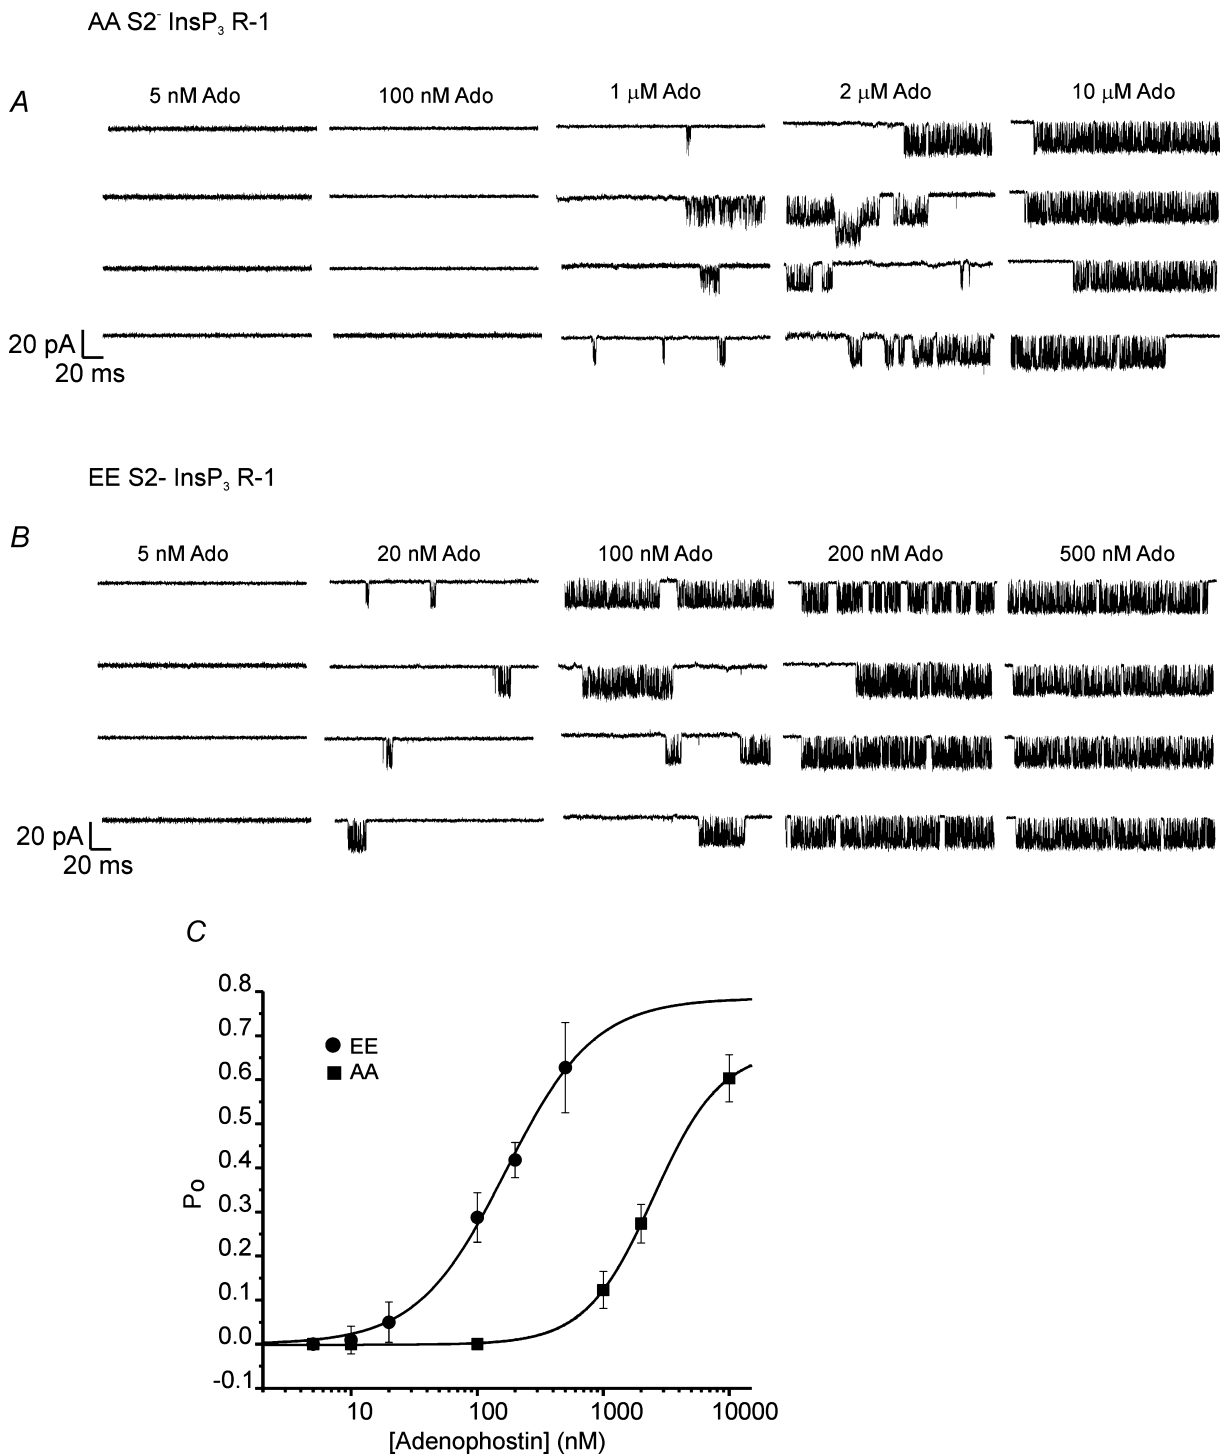 AA S2⁻ InsP₃ R-1
A
5 nM Ado 100 nM Ado 1 μM Ado 2 μM Ado 10 μM Ado
20 pA
20 ms
EE S2- InsP₃ R-1
B
5 nM Ado 20 nM Ado 100 nM Ado 200 nM Ado 500 nM Ado
20 pA
20 ms
C
0.8
0.7
0.6
0.5
0.4
0.3
0.2
0.1
0.0
-0.1
Po
EE
AA
10 100 1000 10000
[Adenophostin] (nM)